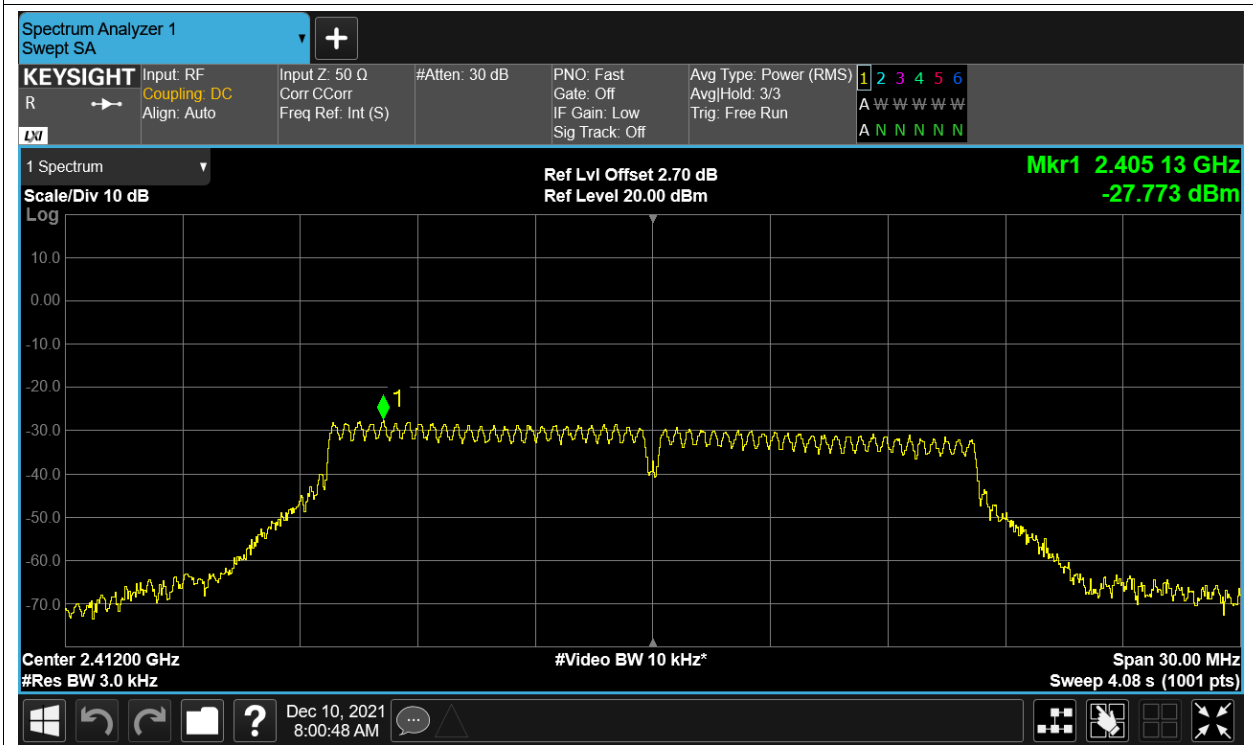 Spectrum Analyzer 1
Swept SA
KEYSIGHT
R
LXI
Input: RF
Coupling: DC
Align: Auto
Input Z: 50 Ω
Corr CCorr
Freq Ref: Int (S)
#Atten: 30 dB
PNO: Fast
Gate: Off
IF Gain: Low
Sig Track: Off
Avg Type: Power (RMS)
Avg|Hold: 3/3
Trig: Free Run
1 2 3 4 5 6
A W W W W W
A N N N N N
1 Spectrum
Scale/Div 10 dB
Log
Ref Lvl Offset 2.70 dB
Ref Level 20.00 dBm
Mkr1 2.405 13 GHz
-27.773 dBm
10.0
0.00
-10.0
-20.0
1
-30.0
-40.0
-50.0
-60.0
-70.0
Center 2.41200 GHz
#Res BW 3.0 kHz
#Video BW 10 kHz*
Span 30.00 MHz
Sweep 4.08 s (1001 pts)
?
Dec 10, 2021
8:00:48 AM